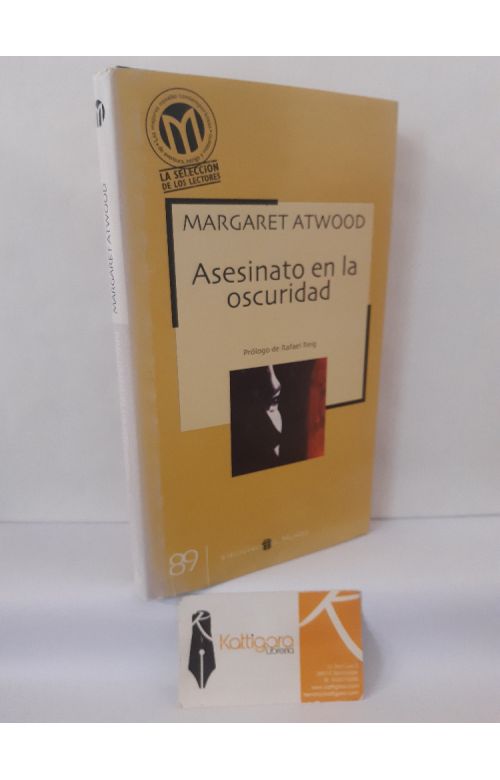 MARGARET ATWOOD
M
LA SELECCIÓN
DE LOS LECTORES
MARGARET ATWOOD
Asesinato en la
oscuridad
Prólogo de Rafael Reig
89
Kattigara
Librería